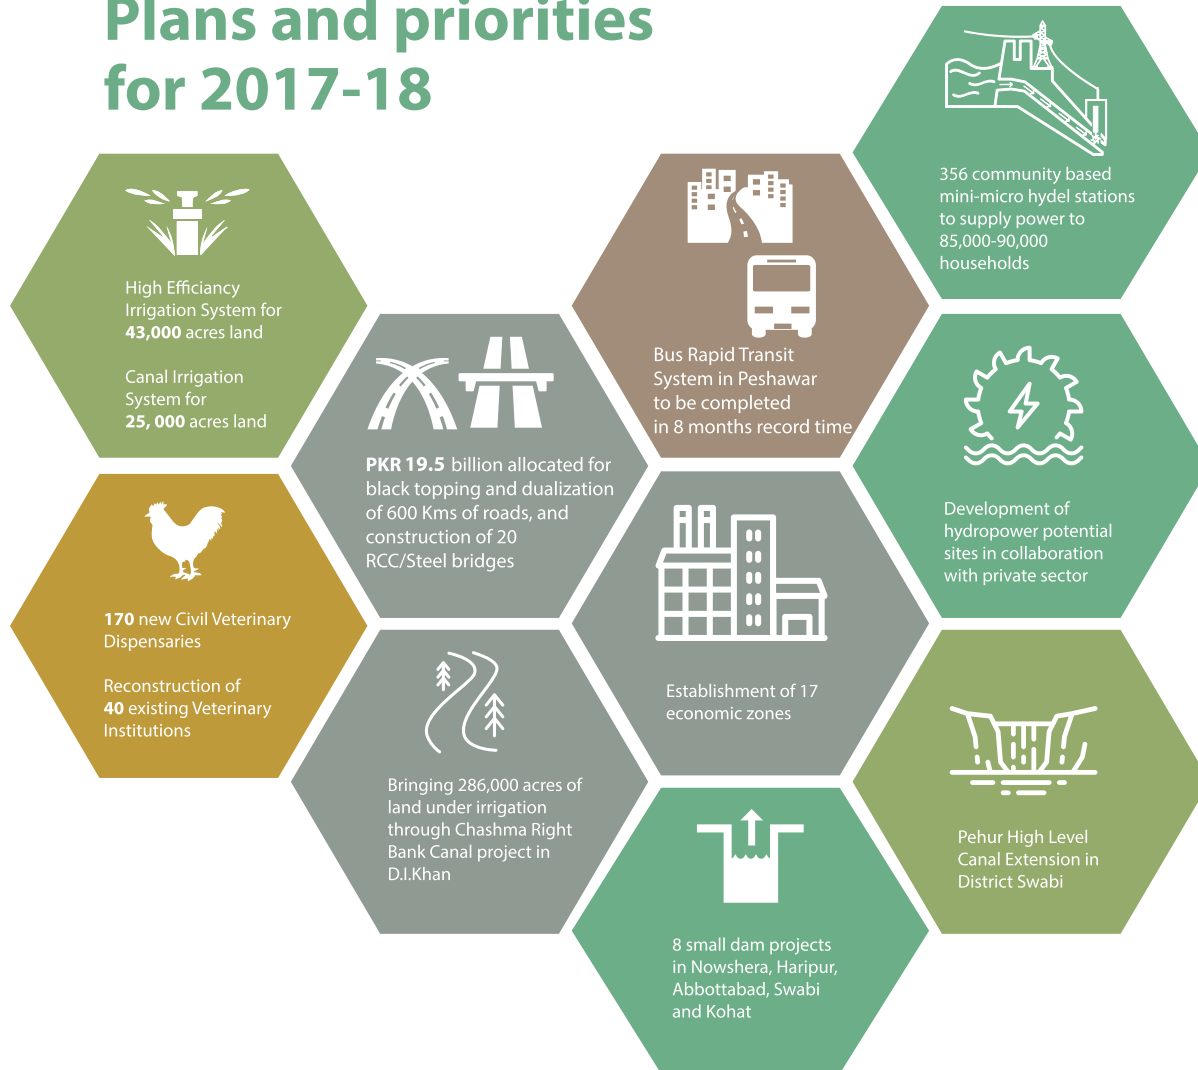 Plans and priorities
for 2017-18
356 community based
mini-micro hydel stations
to supply power to
85,000-90,000
households
High Efficiancy
Irrigation System for
43,000 acres land
Canal Irrigation
System for
25, 000 acres land
Bus Rapid Transit
System in Peshawar
to be completed
in 8 months record time
PKR 19.5 billion allocated for
black topping and dualization
of 600 Kms of roads, and
construction of 20
RCC/Steel bridges
Development of
hydropower potential
sites in collaboration
with private sector
170 new Civil Veterinary
Dispensaries
Reconstruction of
40 existing Veterinary
Institutions
Establishment of 17
economic zones
Bringing 286,000 acres of
land under irrigation
through Chashma Right
Bank Canal project in
D.I.Khan
Pehur High Level
Canal Extension in
District Swabi
8 small dam projects
in Nowshera, Haripur,
Abbottabad, Swabi
and Kohat